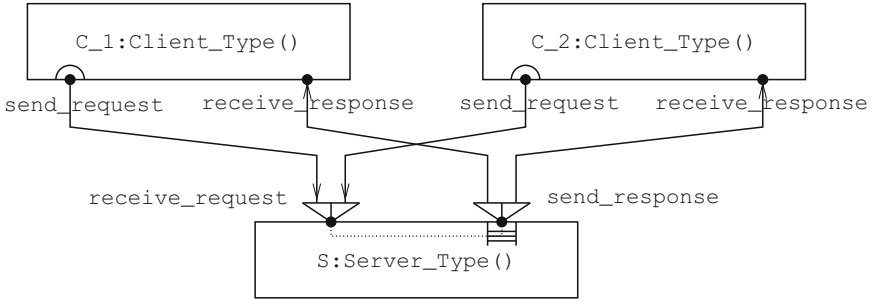 C_1:Client_Type()
C_2:Client_Type()
send_request
receive_response
send_request
receive_response
receive_request
send_response
S:Server_Type()